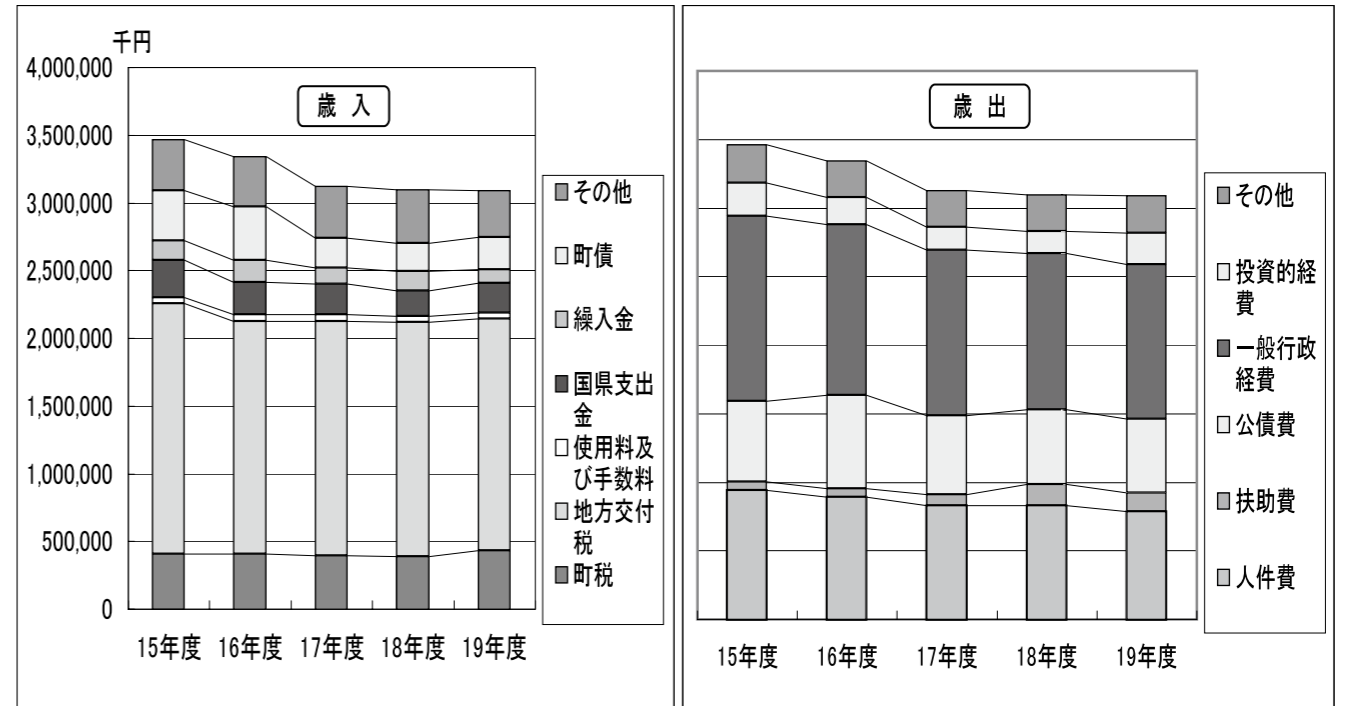 千円
4,000,000
3,500,000
3,000,000
2,500,000
2,000,000
1,500,000
1,000,000
500,000
0
歳 入
15年度 16年度 17年度 18年度 19年度
その他
町債
繰入金
国県支出
金
使用料及
び手数料
地方交付
税
町税
歳 出
15年度 16年度 17年度 18年度 19年度
その他
投資的経
費
一般行政
経費
公債費
扶助費
人件費